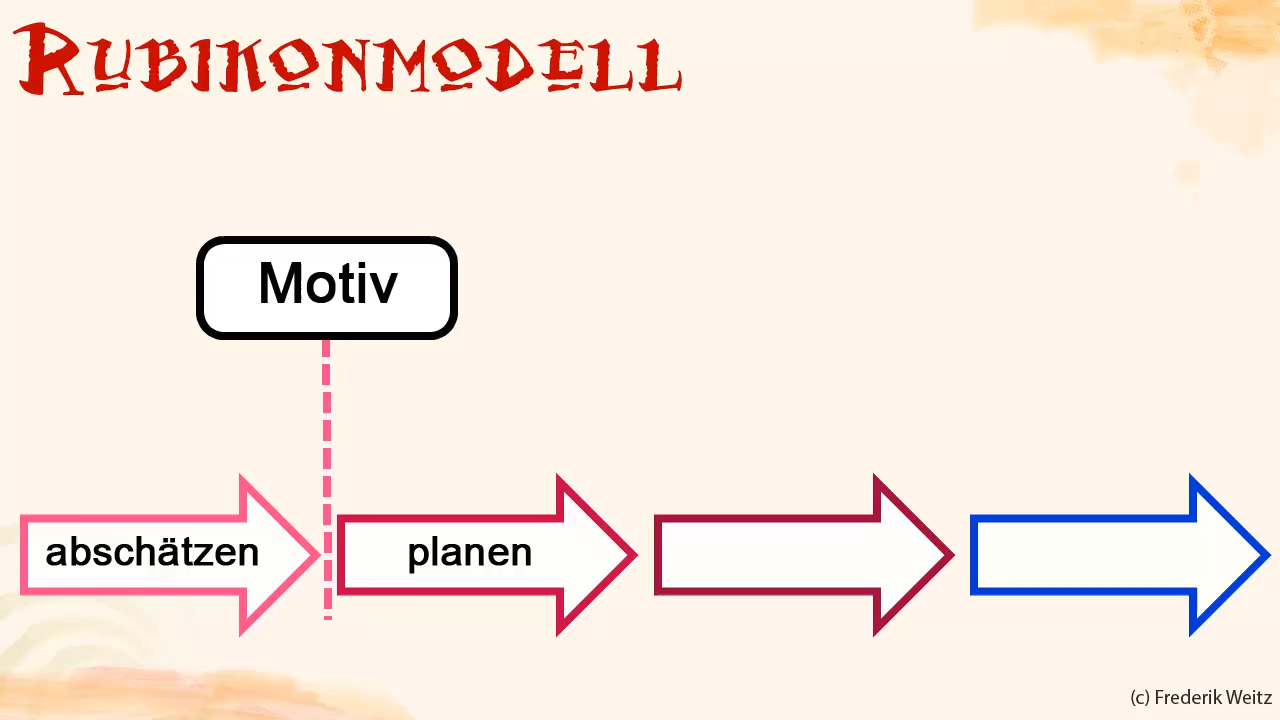 Rubikonmodell
Motiv
abschätzen
planen
(c) Frederik Weitz